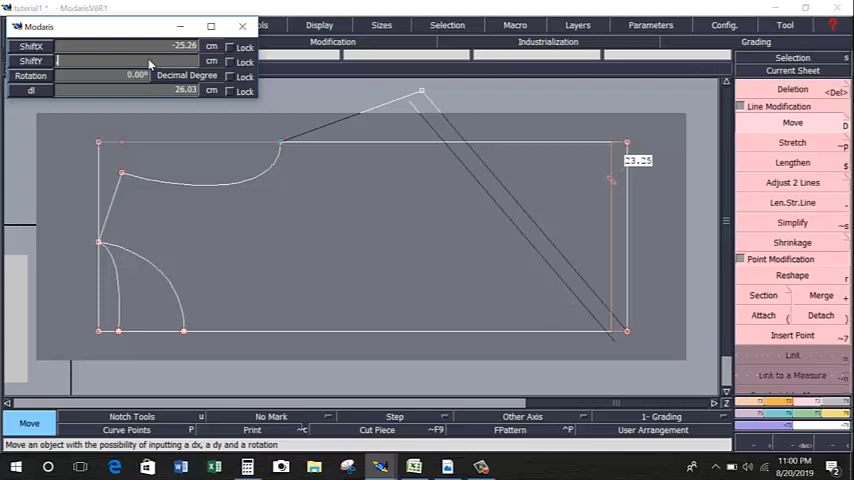 tutorial1 - ModarisV8R1
Modaris
ShiftX -25.26 cm Lock
ShiftY cm Lock
Rotation 0.00° Decimal Degree Lock
dl 26.03 cm Lock
Display Sizes Selection Macro Layers Parameters Config. Tool ?
Modification Industrialization Grading
Selection s
Current Sheet
Deletion <Del>
Line Modification
Move D
Stretch ~p
Lengthen $
Adjust 2 Lines
Len.Str.Line -
Simplify ~s
Shrinkage
Point Modification
Reshape r
Section Merge +
Attach ( Detach
Insert Point ~7
Link =
Link to a Measure
23.25
Z
Move
Notch Tools u No Mark Step Other Axis 1- Grading
Curve Points P Print ~c Cut Piece ~F9 FPattern ^P User Arrangement
Move an object with the possibility of inputting a dx, a dy and a rotation
11:00 PM
8/20/2019
2